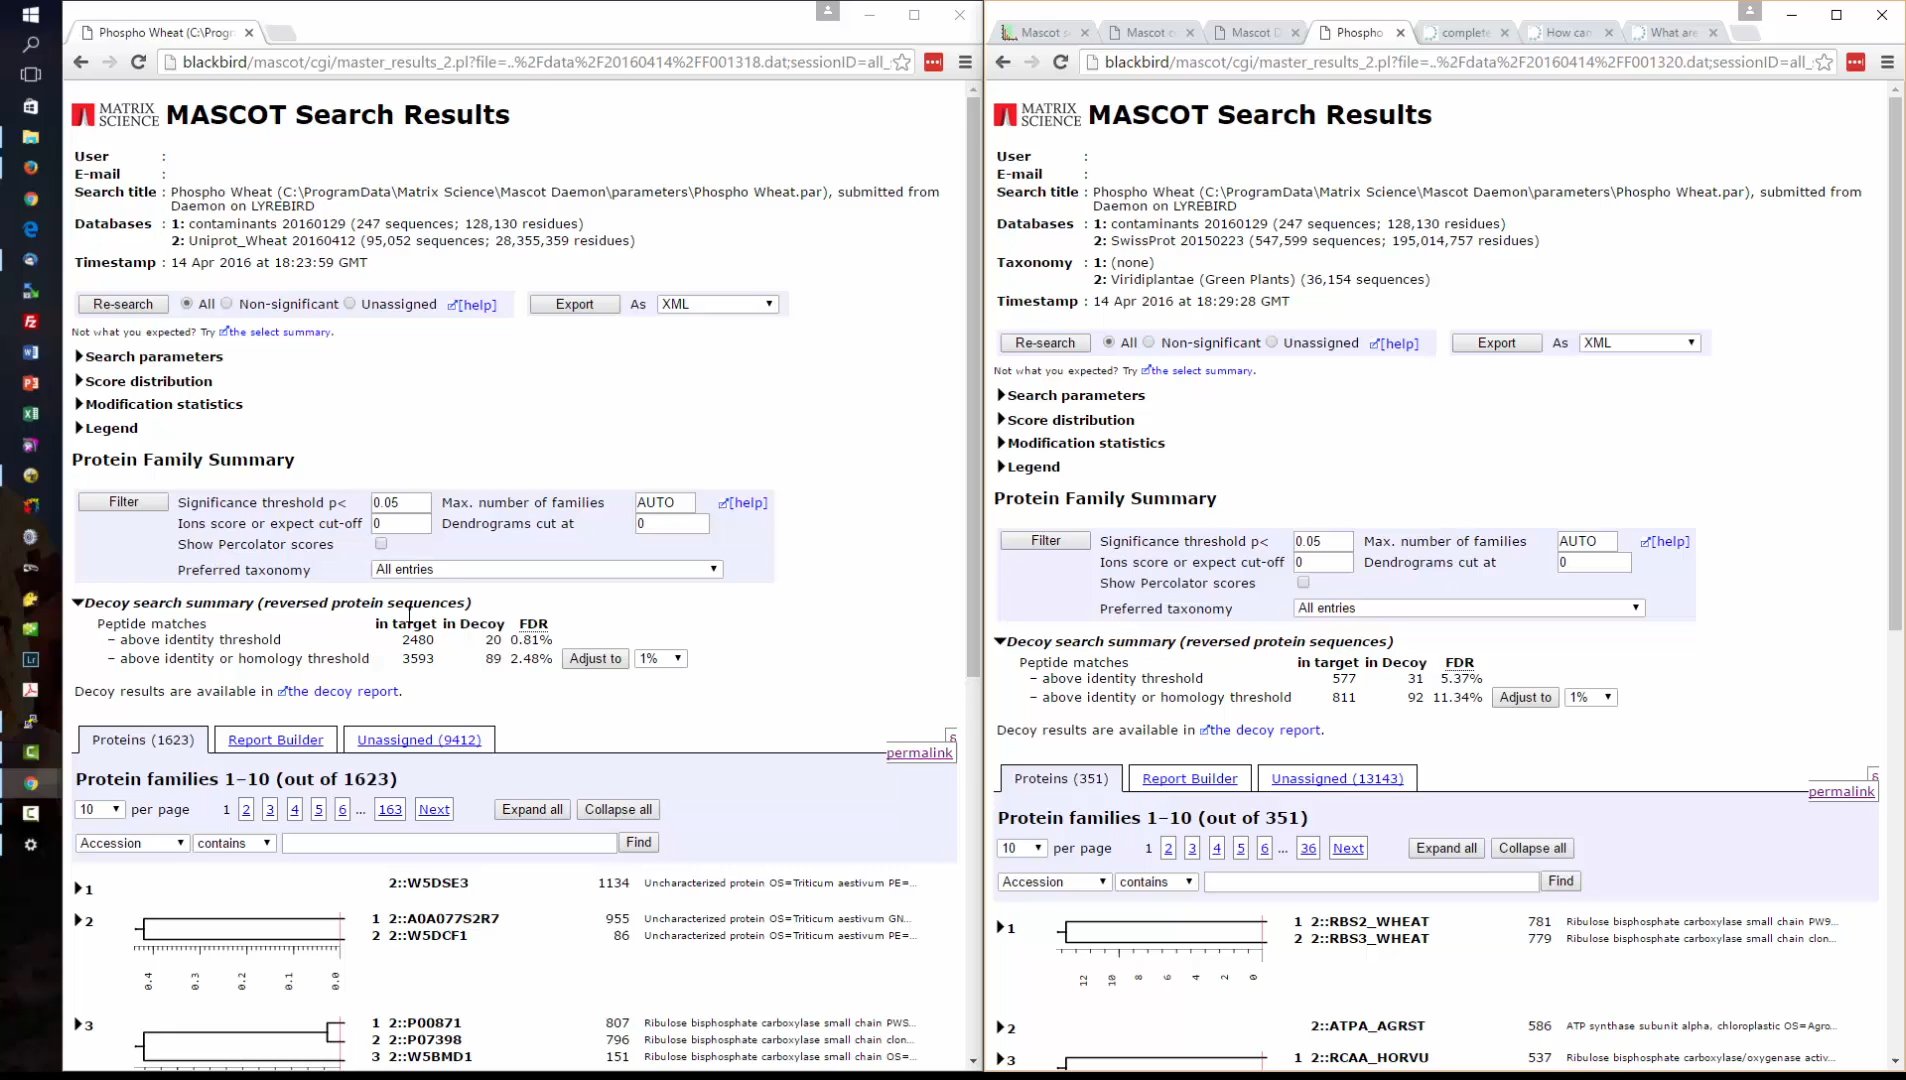 Phospho Wheat (C:\Progr
blackbird/mascot/cgi/master_results_2.pl?file=..%2Fdata%2F20160414%2FF001318.dat;sessionID=all_
MATRIX
SCIENCE
MASCOT Search Results
User :
E-mail :
Search title : Phospho Wheat (C:\ProgramData\Matrix Science\Mascot Daemon\parameters\Phospho Wheat.par), submitted from
Daemon on LYREBIRD
Databases : 1: contaminants 20160129 (247 sequences; 128,130 residues)
2: Uniprot_Wheat 20160412 (95,052 sequences; 28,355,359 residues)
Timestamp : 14 Apr 2016 at 18:23:59 GMT
Re-search All Non-significant Unassigned [help] Export As XML
Not what you expected? Try the select summary.
Search parameters
Score distribution
Modification statistics
Legend
Protein Family Summary
Filter Significance threshold p< 0.05 Max. number of families AUTO [help]
Ions score or expect cut-off 0 Dendrograms cut at 0
Show Percolator scores
Preferred taxonomy All entries
Decoy search summary (reversed protein sequences)
Peptide matches in target in Decoy FDR
– above identity threshold 2480 20 0.81%
– above identity or homology threshold 3593 89 2.48% Adjust to 1%
Decoy results are available in the decoy report.
Proteins (1623) Report Builder Unassigned (9412)
permalink
Protein families 1–10 (out of 1623)
10 per page 1 2 3 4 5 6 ... 163 Next Expand all Collapse all
Accession contains Find
1 2::W5DSE3 1134 Uncharacterized protein OS=Triticum aestivum PE=...
2 1 2::A0A077S2R7 955 Uncharacterized protein OS=Triticum aestivum GN...
2 2::W5DCF1 86 Uncharacterized protein OS=Triticum aestivum PE=...
0.4 0.3 0.2 0.1 0.0
3 1 2::P00871 807 Ribulose bisphosphate carboxylase small chain PWS...
2 2::P07398 796 Ribulose bisphosphate carboxylase small chain clon...
3 2::W5BMD1 151 Ribulose bisphosphate carboxylase small chain OS=...
Mascot Mascot Mascot Phospho complete How can What are
blackbird/mascot/cgi/master_results_2.pl?file=..%2Fdata%2F20160414%2FF001320.dat;sessionID=all_
MATRIX
SCIENCE
MASCOT Search Results
User :
E-mail :
Search title : Phospho Wheat (C:\ProgramData\Matrix Science\Mascot Daemon\parameters\Phospho Wheat.par), submitted from
Daemon on LYREBIRD
Databases : 1: contaminants 20160129 (247 sequences; 128,130 residues)
2: SwissProt 20150223 (547,599 sequences; 195,014,757 residues)
Taxonomy : 1: (none)
2: Viridiplantae (Green Plants) (36,154 sequences)
Timestamp : 14 Apr 2016 at 18:29:28 GMT
Re-search All Non-significant Unassigned [help] Export As XML
Not what you expected? Try the select summary.
Search parameters
Score distribution
Modification statistics
Legend
Protein Family Summary
Filter Significance threshold p< 0.05 Max. number of families AUTO [help]
Ions score or expect cut-off 0 Dendrograms cut at 0
Show Percolator scores
Preferred taxonomy All entries
Decoy search summary (reversed protein sequences)
Peptide matches in target in Decoy FDR
– above identity threshold 577 31 5.37%
– above identity or homology threshold 811 92 11.34% Adjust to 1%
Decoy results are available in the decoy report.
Proteins (351) Report Builder Unassigned (13143)
permalink
Protein families 1–10 (out of 351)
10 per page 1 2 3 4 5 6 ... 36 Next Expand all Collapse all
Accession contains Find
1 1 2::RBS2_WHEAT 781 Ribulose bisphosphate carboxylase small chain PW9...
2 2::RBS3_WHEAT 779 Ribulose bisphosphate carboxylase small chain clon...
12 10 8 6 4 2 0
2 2::ATPA_AGRST 586 ATP synthase subunit alpha, chloroplastic OS=Agro...
3 1 2::RCAA_HORVU 537 Ribulose bisphosphate carboxylase/oxygenase activ...